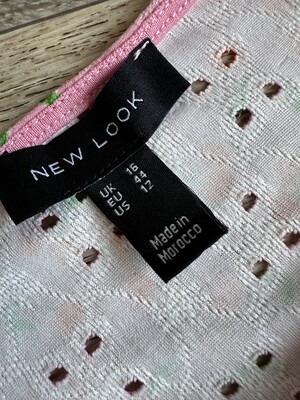 NEW LOOK
UK 16
EU 44
US 12
Made in
Morocco